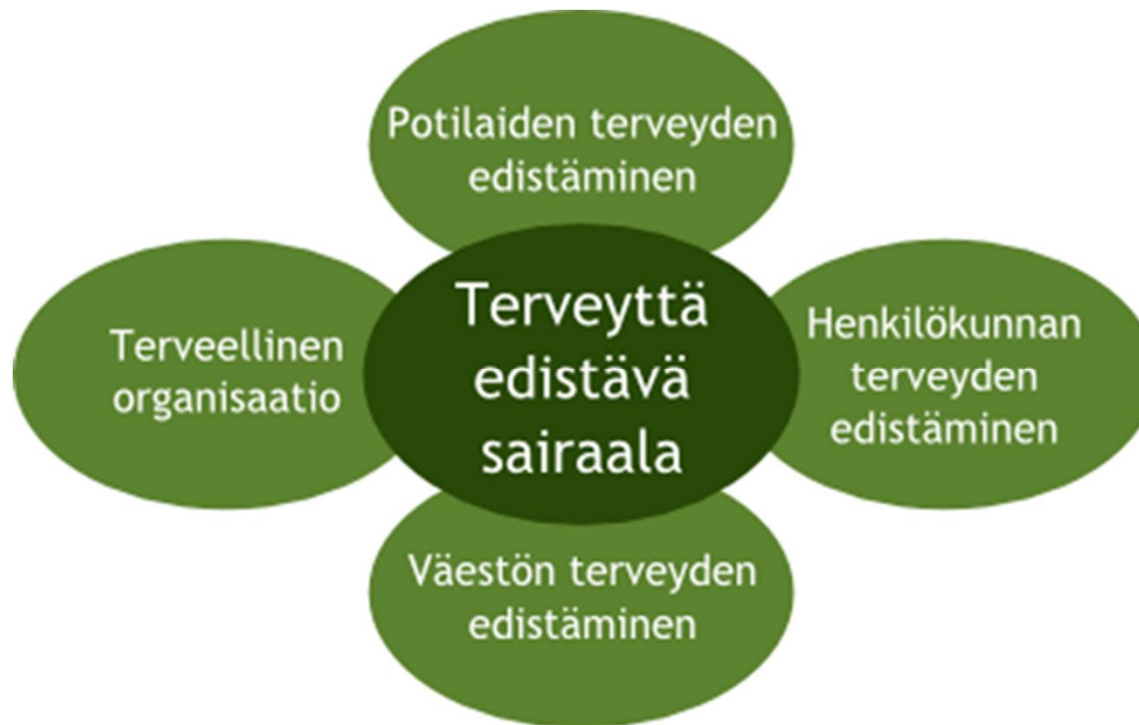 Potilaiden terveyden
edistäminen
Terveellinen
organisaatio
Terveyttä
edistävä
sairaala
Henkilökunnan
terveyden
edistäminen
Väestön terveyden
edistäminen